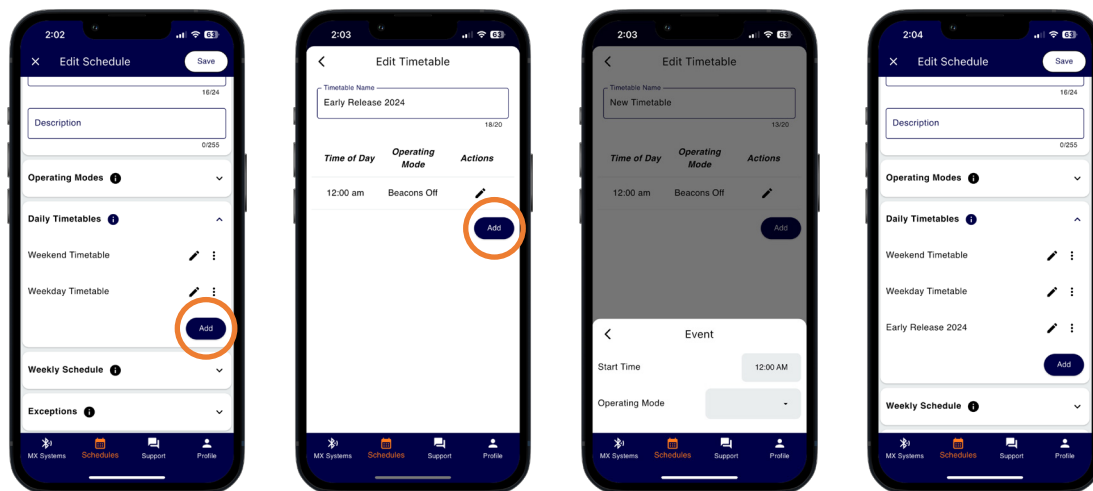 2:02
63
Edit Schedule
Save
16/24
Description
0/255
Operating Modes
Daily Timetables
Weekend Timetable
Weekday Timetable
Add
Weekly Schedule
Exceptions
MX Systems Schedules Support Profile
2:03
63
Edit Timetable
Timetable Name
Early Release 2024
18/20
Time of Day Operating Mode Actions
12:00 am Beacons Off
Add
MX Systems Schedules Support Profile
2:03
63
Edit Timetable
Timetable Name
New Timetable
13/20
Time of Day Operating Mode Actions
12:00 am Beacons Off
Add
Event
Start Time 12:00 AM
Operating Mode
MX Systems Schedules Support Profile
2:04
63
Edit Schedule
Save
16/24
Description
0/255
Operating Modes
Daily Timetables
Weekend Timetable
Weekday Timetable
Early Release 2024
Add
Weekly Schedule
MX Systems Schedules Support Profile